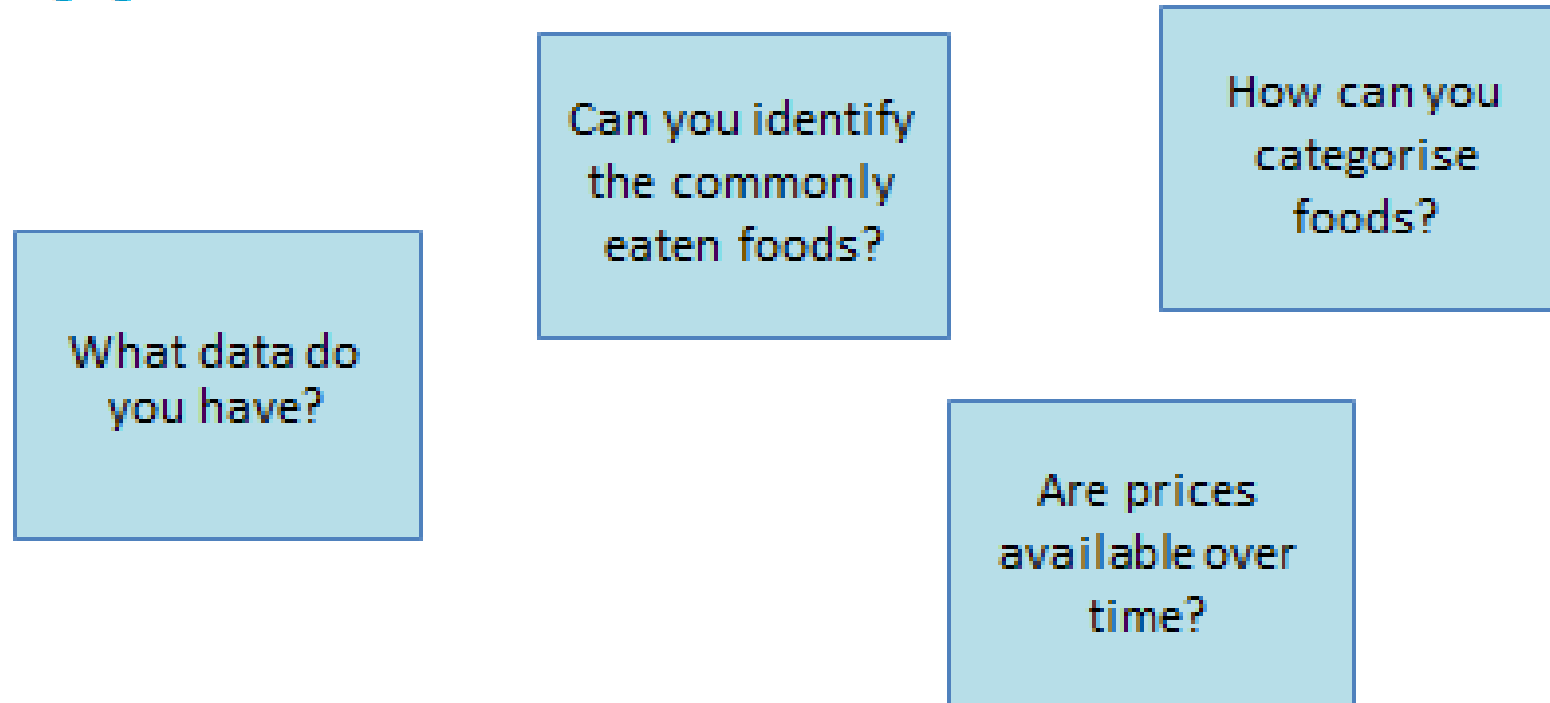 What data do
you have?
Can you identify
the commonly
eaten foods?
How can you
categorise
foods?
Are prices
available over
time?